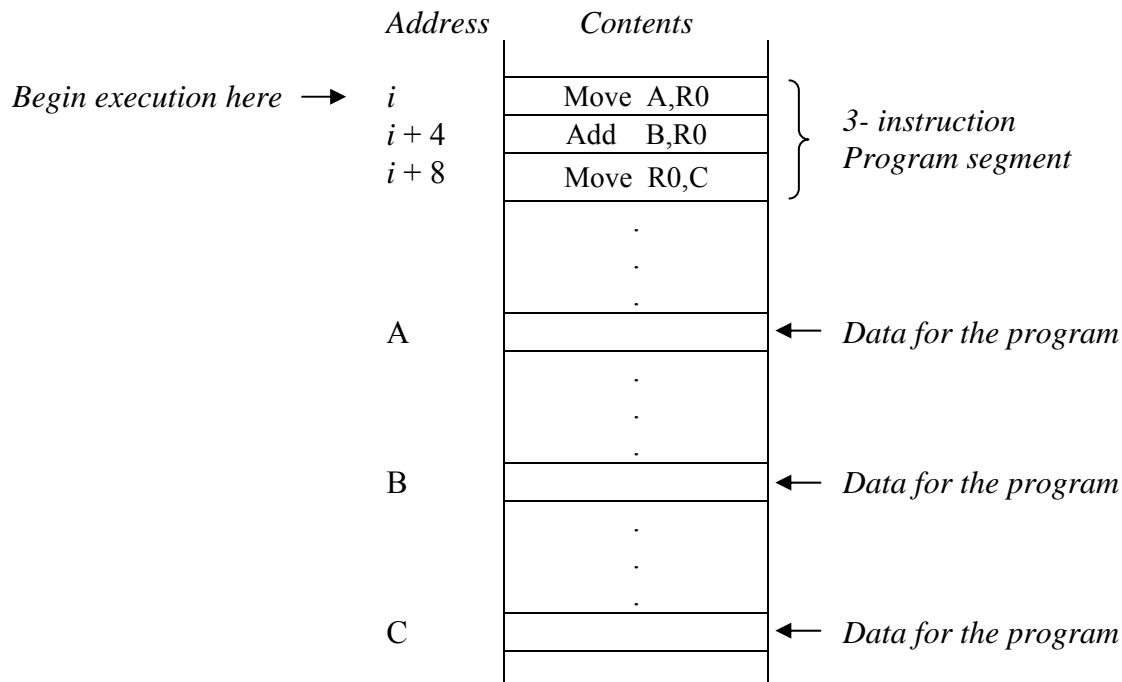 Address Contents
Begin execution here i Move A,R0
i + 4 Add B,R0
i + 8 Move R0,C
3- instruction
Program segment
.
.
.
A Data for the program
.
.
.
B Data for the program
.
.
.
C Data for the program